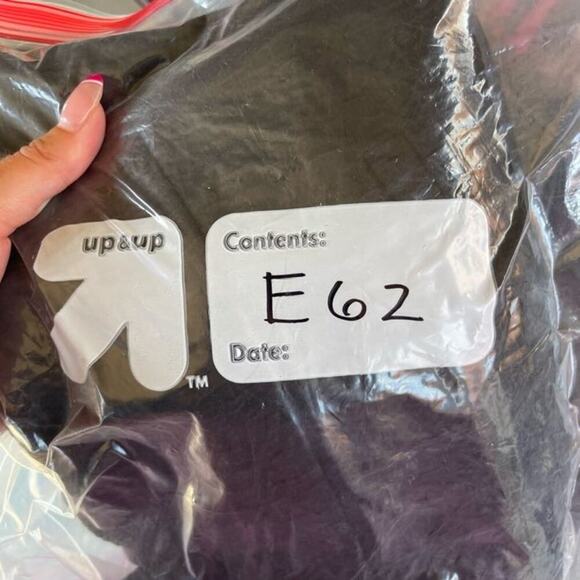 up&up
Contents:
E62
Date:
TM